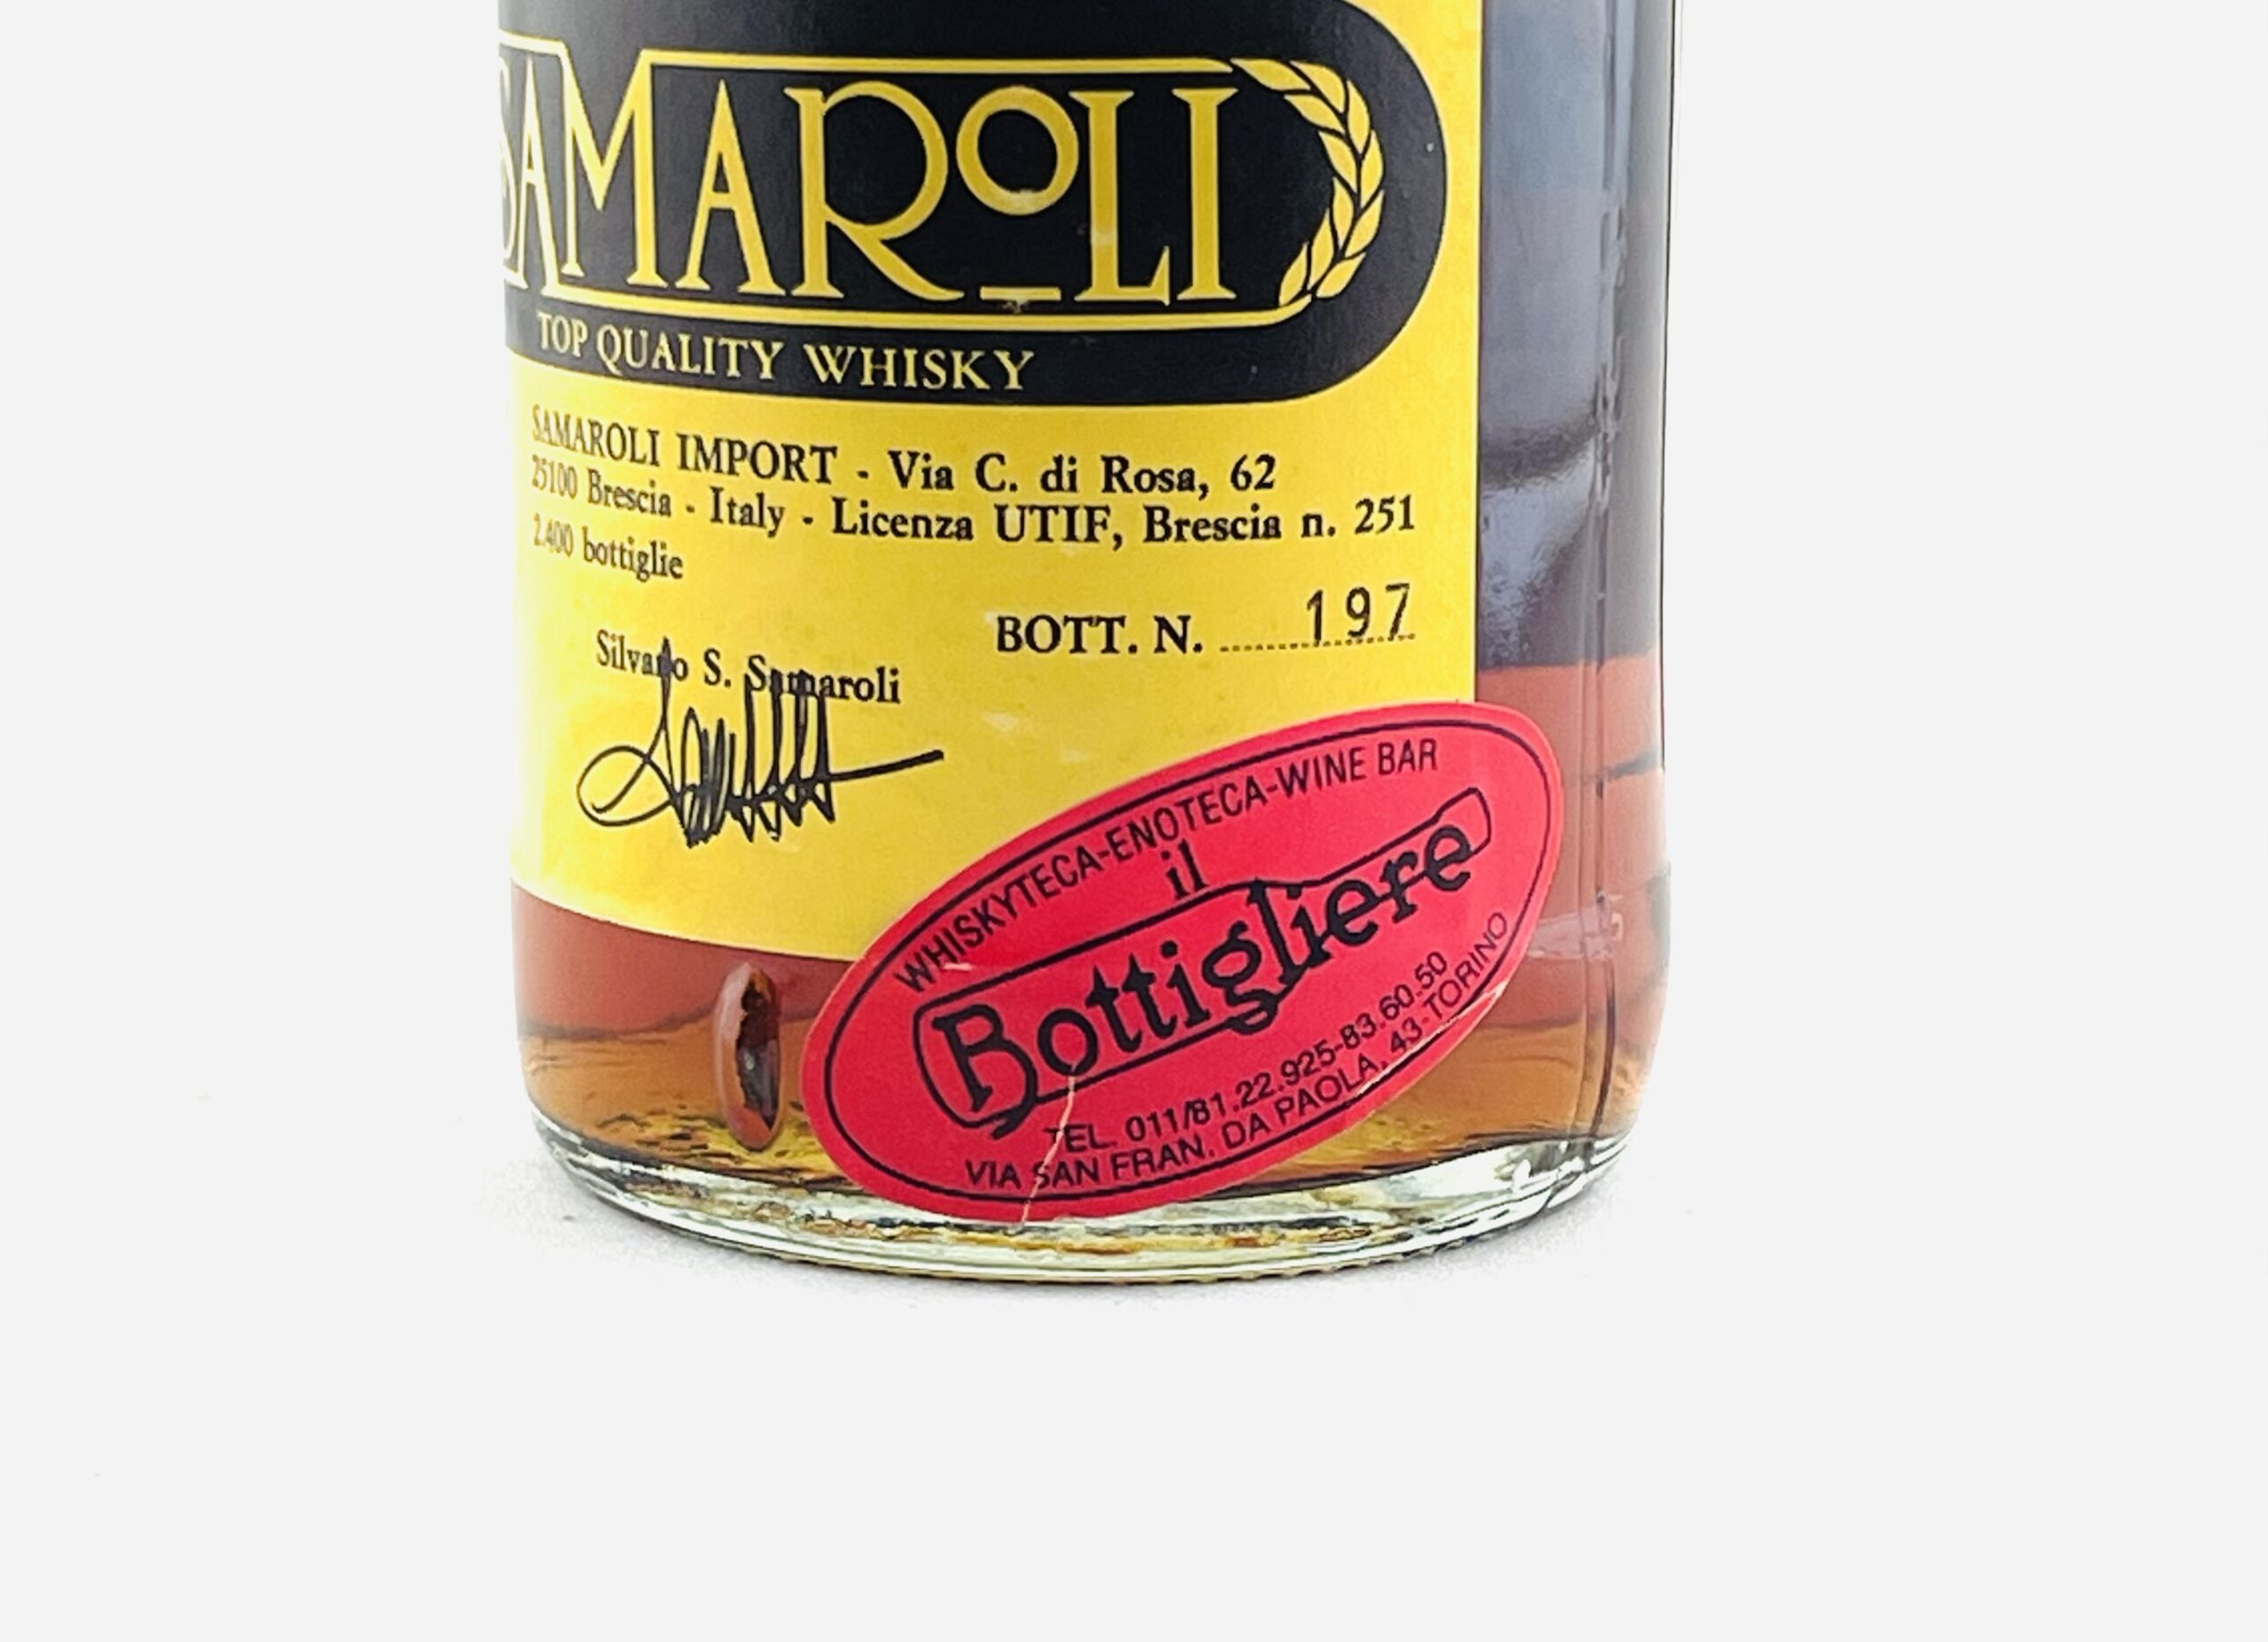 SAMAROLI
TOP QUALITY WHISKY
SAMAROLI IMPORT - Via C. di Rosa, 62
25100 Brescia - Italy - Licenza UTIF, Brescia n. 251
2.400 bottiglie
BOTT. N. 197
Silvano S. Samaroli
WHISKYTECA-ENOTECA-WINE BAR
il
Bottigliere
TEL. 011/81.22.925-83.60.50
VIA SAN FRAN. DA PAOLA, 43-TORINO